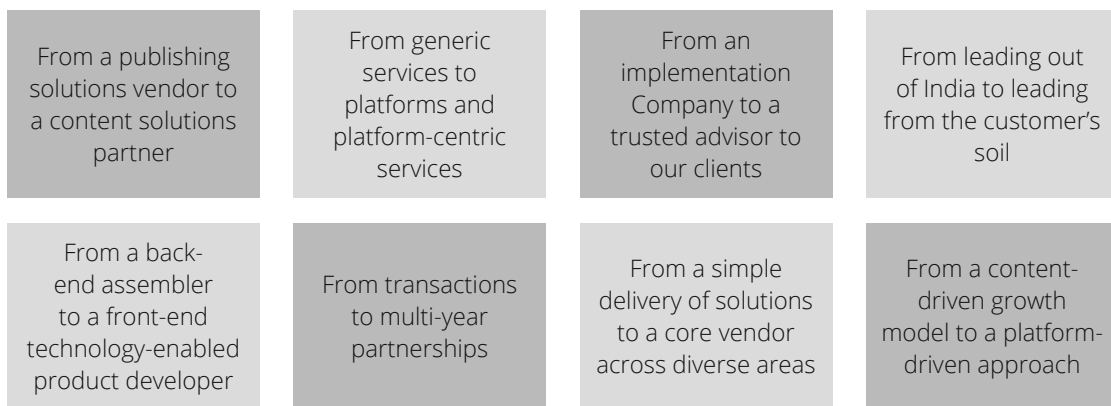 From a publishing
solutions vendor to
a content solutions
partner
From generic
services to
platforms and
platform-centric
services
From an
implementation
Company to a
trusted advisor to
our clients
From leading out
of India to leading
from the customer’s
soil
From a back-
end assembler
to a front-end
technology-enabled
product developer
From transactions
to multi-year
partnerships
From a simple
delivery of solutions
to a core vendor
across diverse areas
From a content-
driven growth
model to a platform-
driven approach